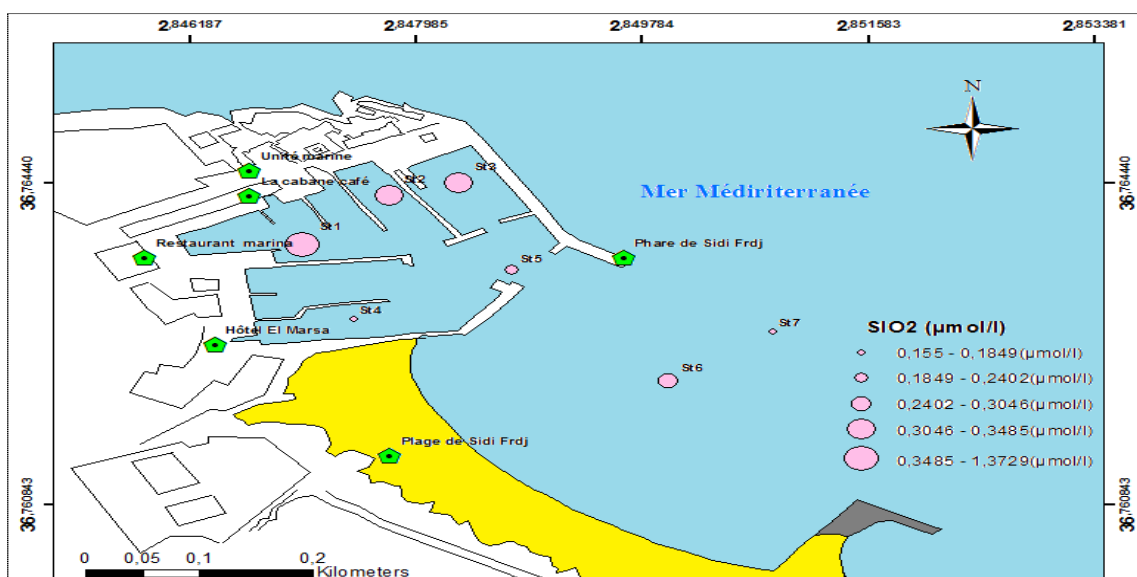 2,846187 2,847985 2,849784 2,851583 2,853381
N
36,764440
36,764440
Unité marine
La cabane café
St2
St3
Mer Méditerranée
St1
Restaurant marina
Phare de Sidi Frdj
St5
St4
St7
Hôtel El Marsa
St6
SIO2 (µmol/l)
0,155 - 0,1849(µmol/l)
0,1849 - 0,2402(µmol/l)
0,2402 - 0,3046(µmol/l)
0,3046 - 0,3485(µmol/l)
0,3485 - 1,3729(µmol/l)
Plage de Sidi Frdj
36,760843
36,760843
0 0,05 0,1 0,2
Kilometers